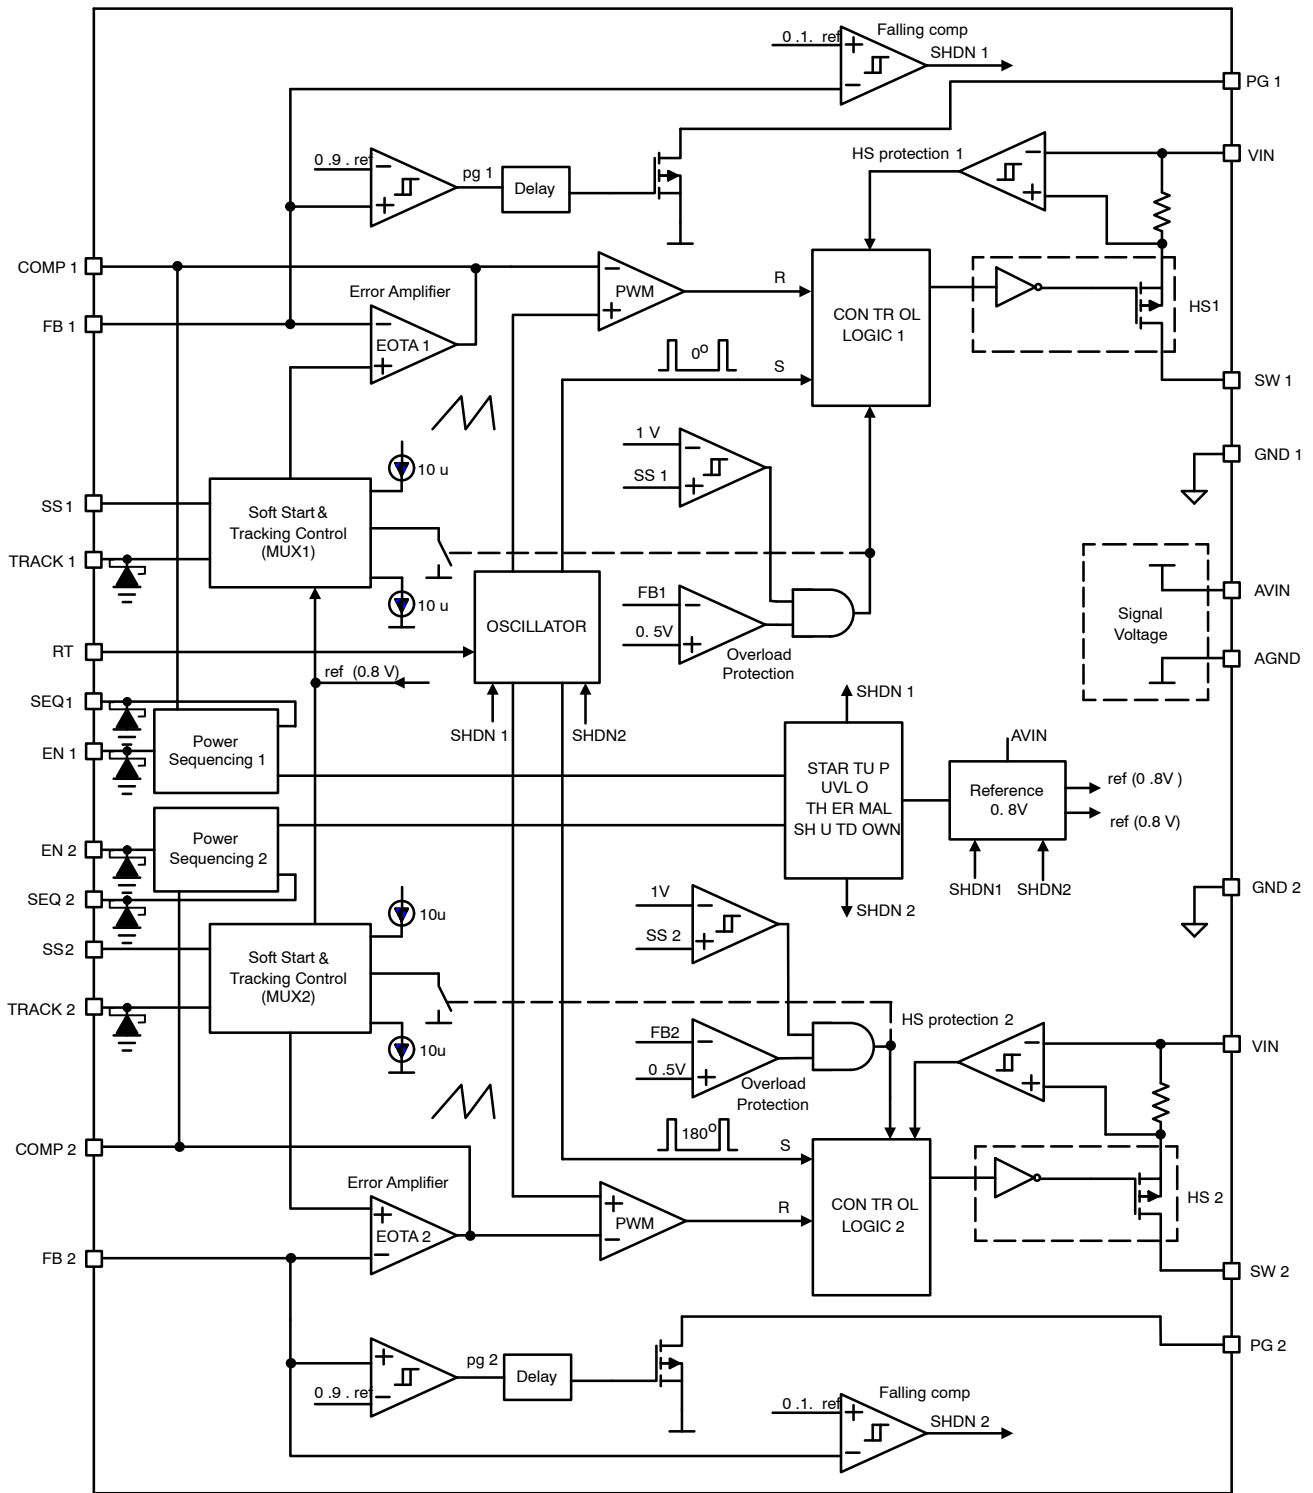 Falling comp
0 .1. ref
SHDN 1
PG 1
0 .9 . ref
pg 1
Delay
HS protection 1
VIN
COMP 1
Error Amplifier
PWM
R
CON TR OL
LOGIC 1
HS1
FB 1
EOTA 1
0°
S
SW 1
1 V
SS 1
10 u
GND 1
SS 1
Soft Start &
Tracking Control
(MUX1)
TRACK 1
10 u
FB1
0. 5V
Overload
Protection
OSCILLATOR
Signal
Voltage
AVIN
AGND
RT
ref (0.8 V)
SEQ1
SHDN 1
SHDN2
SHDN 1
EN 1
Power
Sequencing 1
STAR TU P
UVL O
TH ER MAL
SH U TD OWN
AVIN
Reference
0. 8V
ref (0 .8V )
ref (0.8 V)
EN 2
Power
Sequencing 2
SHDN1
SHDN2
SEQ 2
1V
SS 2
SHDN 2
GND 2
10u
SS2
Soft Start &
Tracking Control
(MUX2)
TRACK 2
10u
FB2
0 .5V
Overload
Protection
HS protection 2
VIN
COMP 2
180°
S
Error Amplifier
EOTA 2
PWM
R
CON TR OL
LOGIC 2
HS 2
FB 2
SW 2
PG 2
pg 2
Delay
0 .9 . ref
Falling comp
0 .1. ref
SHDN 2